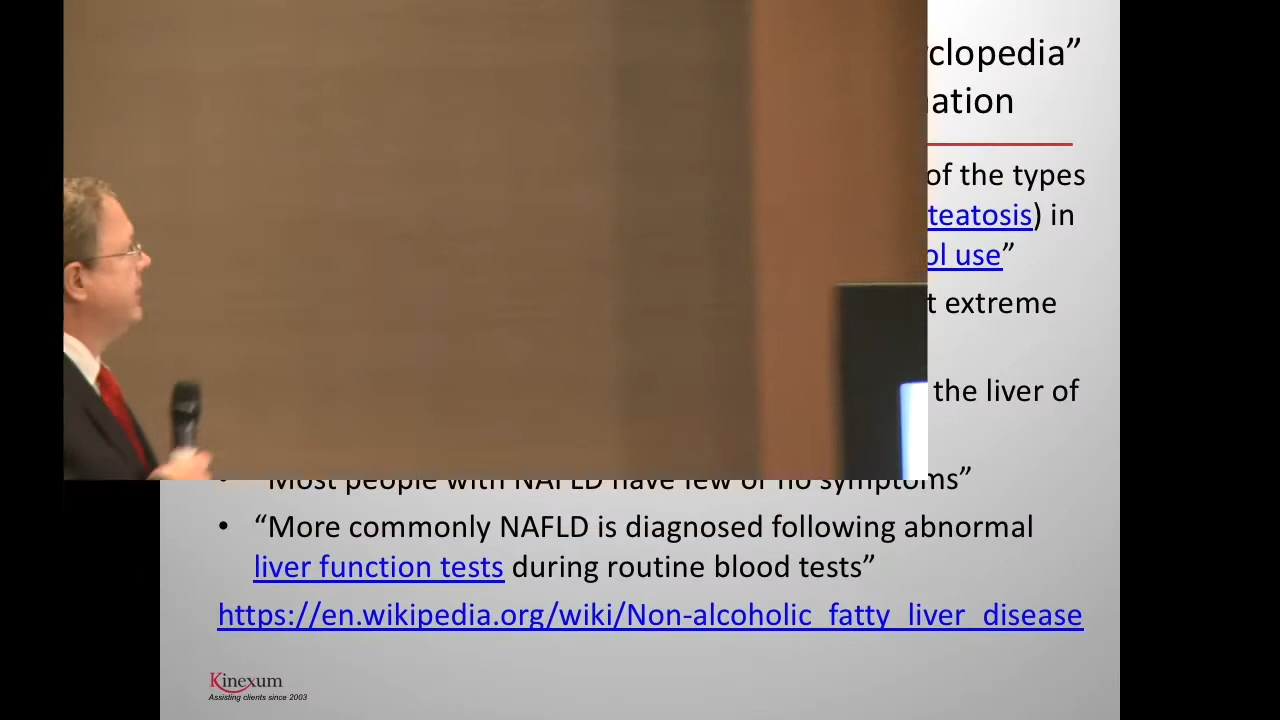 clopedia”
ation
of the types
teatosis) in
ol use”
t extreme
the liver of
• “Most people with NAFLD have few or no symptoms”
• “More commonly NAFLD is diagnosed following abnormal
liver function tests during routine blood tests”
https://en.wikipedia.org/wiki/Non-alcoholic_fatty_liver_disease
Kinexum
Assisting clients since 2003